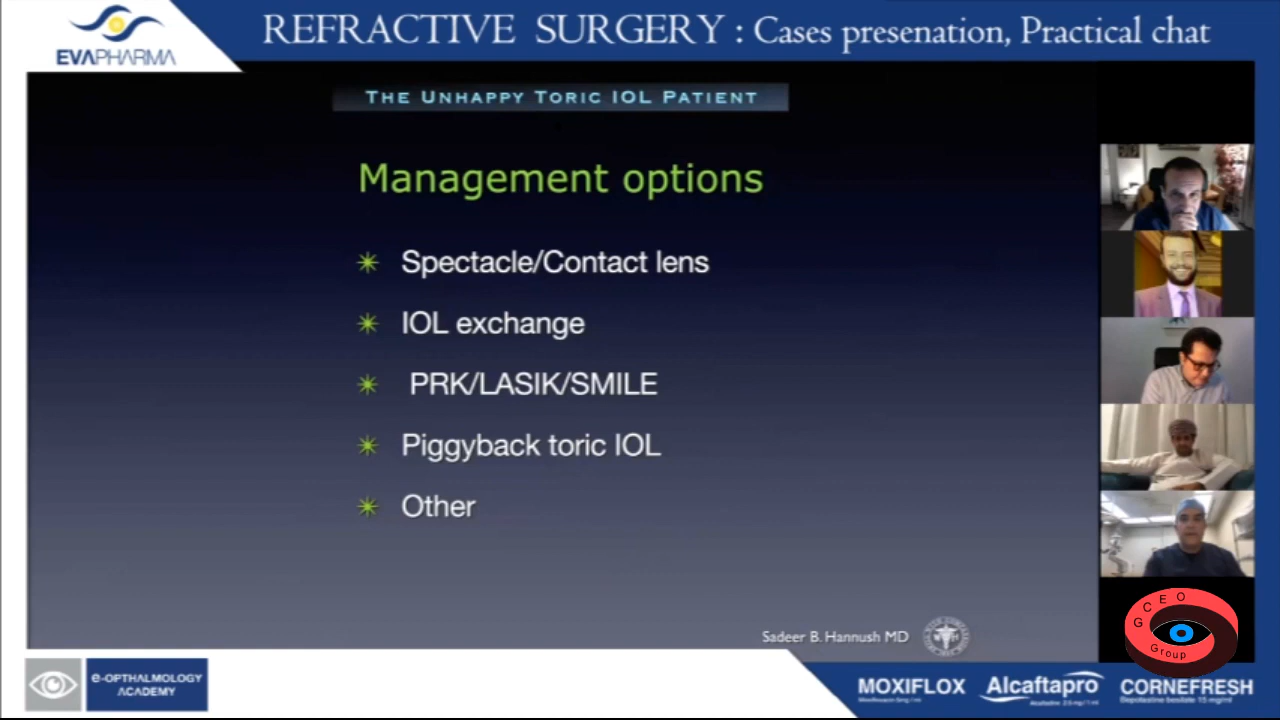 EVAPHARMA
REFRACTIVE SURGERY : Cases presenation, Practical chat
THE UNHAPPY TORIC IOL PATIENT
Management options
Spectacle/Contact lens
IOL exchange
PRK/LASIK/SMILE
Piggyback toric IOL
Other
Sadeer B. Hannush MD
GCEO
Group
e-OPTHALMOLOGY
ACADEMY
MOXIFLOX
Alcaftapro
CORNEFRESH